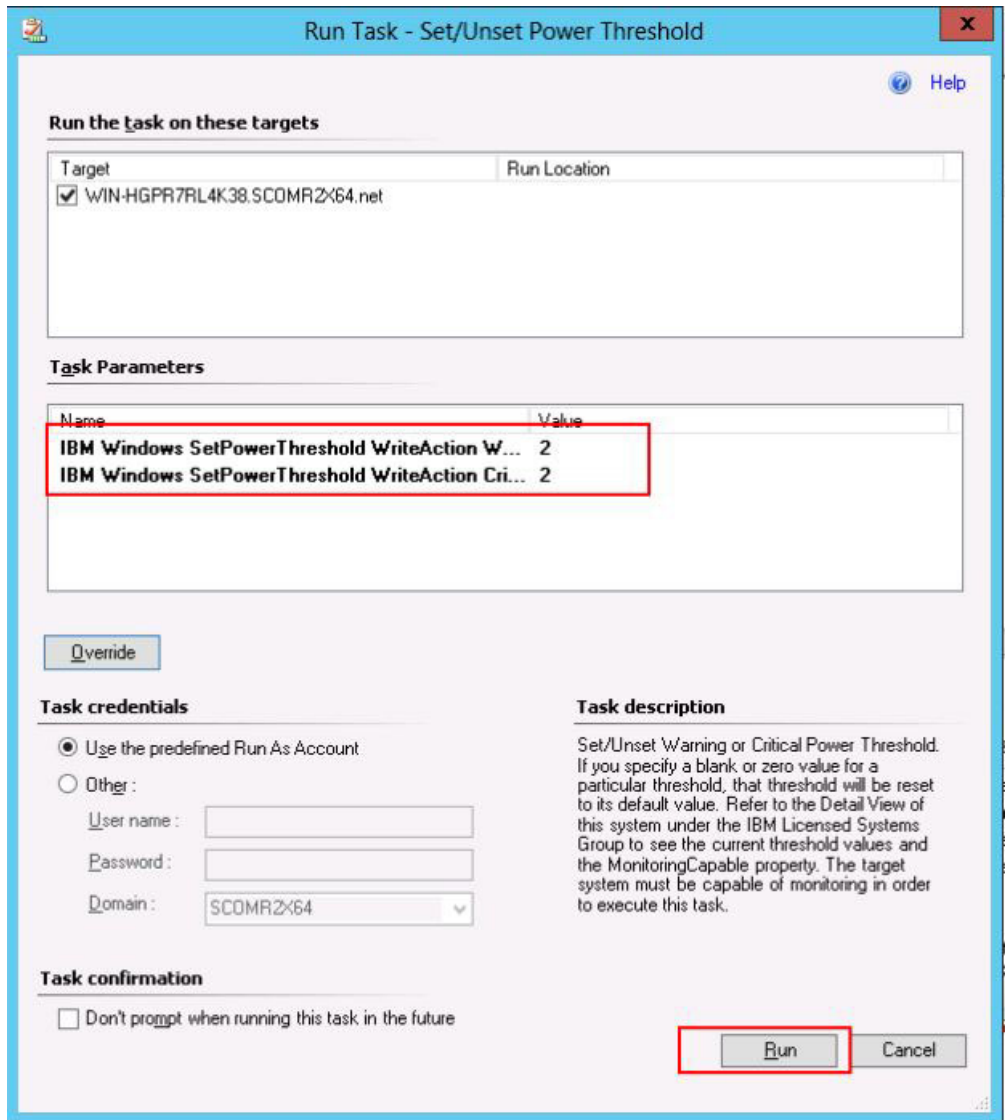 Run Task - Set/Unset Power Threshold
x
Help
Run the task on these targets
Target Run Location
WIN-HGPR7RL4K38.SCOMR2X64.net
Task Parameters
Name Value
IBM Windows SetPowerThreshold WriteAction W... 2
IBM Windows SetPowerThreshold WriteAction Cri... 2
Override
Task credentials
Use the predefined Run As Account
Other :
User name :
Password :
Domain : SCOMR2X64
Task description
Set/Unset Warning or Critical Power Threshold.
If you specify a blank or zero value for a
particular threshold, that threshold will be reset
to its default value. Refer to the Detail View of
this system under the IBM Licensed Systems
Group to see the current threshold values and
the MonitoringCapable property. The target
system must be capable of monitoring in order
to execute this task.
Task confirmation
Don't prompt when running this task in the future
Run Cancel